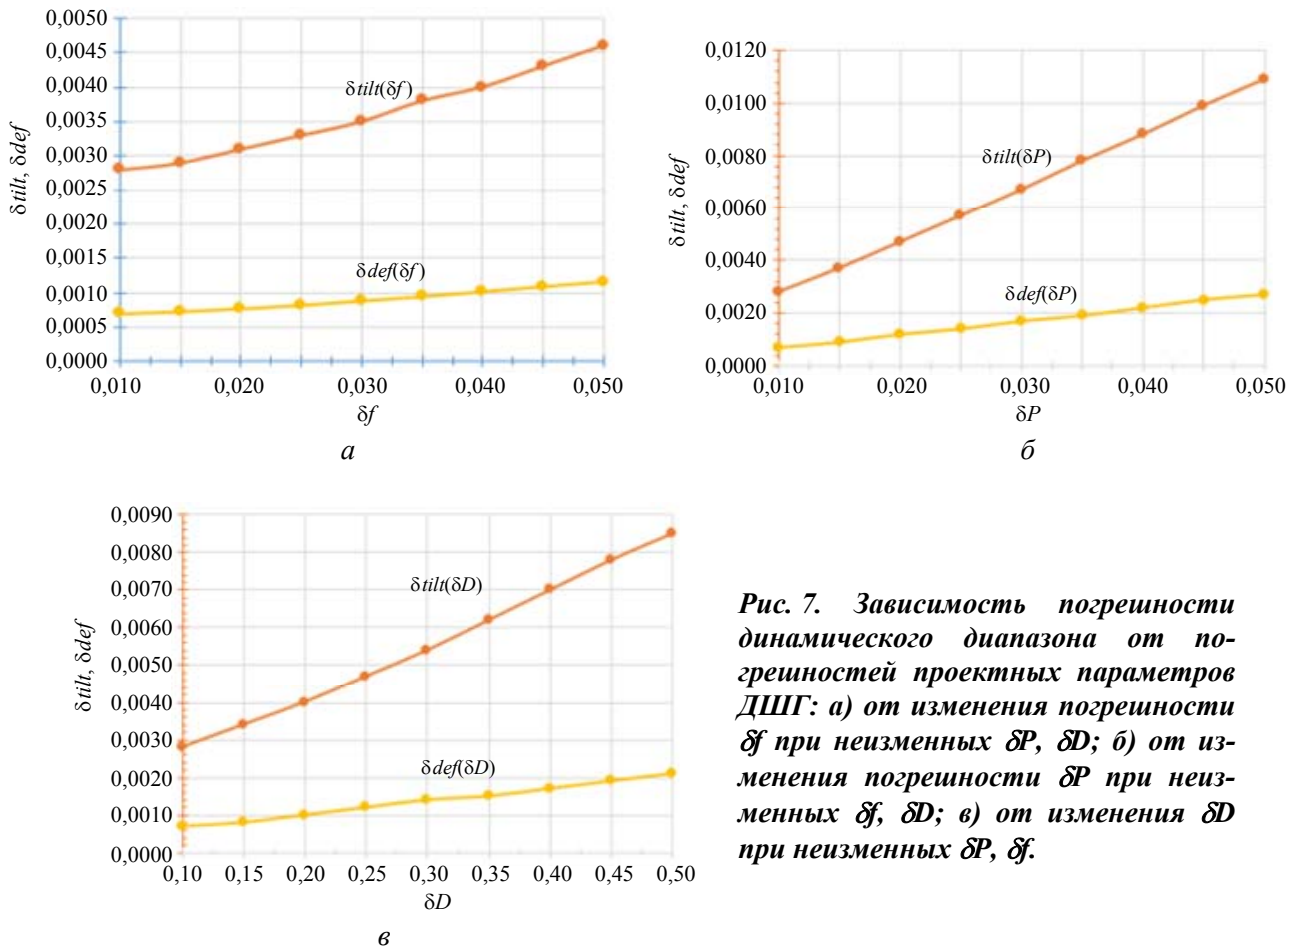 0,0050
0,0045
0,0040
0,0035
0,0030
0,0025
0,0020
0,0015
0,0010
0,0005
0,0000
δtilt, δdef
δtilt(δf)
δdef(δf)
0,010 0,020 0,030 0,040 0,050
δf
а
0,0120
0,0100
0,0080
0,0060
0,0040
0,0020
0,0000
δtilt, δdef
δtilt(δP)
δdef(δP)
0,010 0,020 0,030 0,040 0,050
δP
б
0,0090
0,0080
0,0070
0,0060
0,0050
0,0040
0,0030
0,0020
0,0010
0,0000
δtilt, δdef
δtilt(δD)
δdef(δD)
0,10 0,15 0,20 0,25 0,30 0,35 0,40 0,45 0,50
δD
в
Рис. 7. Зависимость погрешности
динамического диапазона от по-
грешностей проектных параметров
ДШГ: а) от изменения погрешности
δf при неизменных δP, δD; б) от из-
менения погрешности δP при неиз-
менных δf, δD; в) от изменения δD
при неизменных δP, δf.